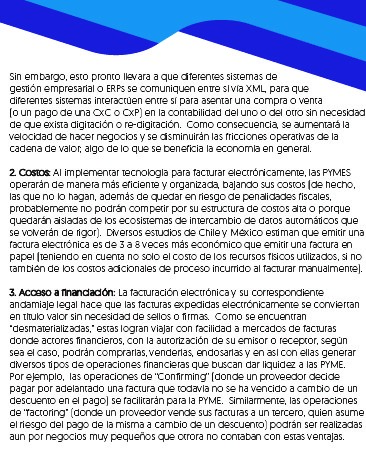 Sin embargo, esto pronto llevara a que diferentes sistemas de
gestión empresarial o ERPs se comuniquen entre sí vía XML, para que
diferentes sistemas interactúen entre sí para asentar una compra o venta
(o un pago de una CxC o CxP) en la contabilidad del uno o del otro sin necesidad
de que exista digitación o re-digitación. Como consecuencia, se aumentará la
velocidad de hacer negocios y se disminuirán las fricciones operativas de la
cadena de valor; algo de lo que se beneficia la economía en general.
2. Costos: Al implementar tecnología para facturar electrónicamente, las PYMES
operarán de manera más eficiente y organizada, bajando sus costos (de hecho,
las que no lo hagan, además de quedar en riesgo de penalidades fiscales,
probablemente no podrán competir por su estructura de costos alta o porque
quedarán aisladas de los ecosistemas de intercambio de datos automáticos que
se volverán de rigor). Diversos estudios de Chile y México estiman que emitir una
factura electrónica es de 3 a 8 veces más económico que emitir una factura en
papel (teniendo en cuenta no solo el costo de los recursos físicos utilizados, si no
también de los costos adicionales de proceso incurrido al facturar manualmente).
3. Acceso a financiación: La facturación electrónica y su correspondiente
andamiaje legal hace que las facturas expedidas electrónicamente se conviertan
en título valor sin necesidad de sellos o firmas. Como se encuentran
"desmaterializadas," estas logran viajar con facilidad a mercados de facturas
donde actores financieros, con la autorización de su emisor o receptor, según
sea el caso, podrán comprarlas, venderlas, endosarlas y en así con ellas generar
diversos tipos de operaciones financieras que buscan dar liquidez a las PYME.
Por ejemplo, las operaciones de "Confirming" (donde un proveedor decide
pagar por adelantado una factura que todavía no se ha vencido a cambio de un
descuento en el pago) se facilitarán para la PYME. Similarmente, las operaciones
de "factoring" (donde un proveedor vende sus facturas a un tercero, quien asume
el riesgo del pago de la misma a cambio de un descuento) podrán ser realizadas
aun por negocios muy pequeños que otrora no contaban con estas ventajas.